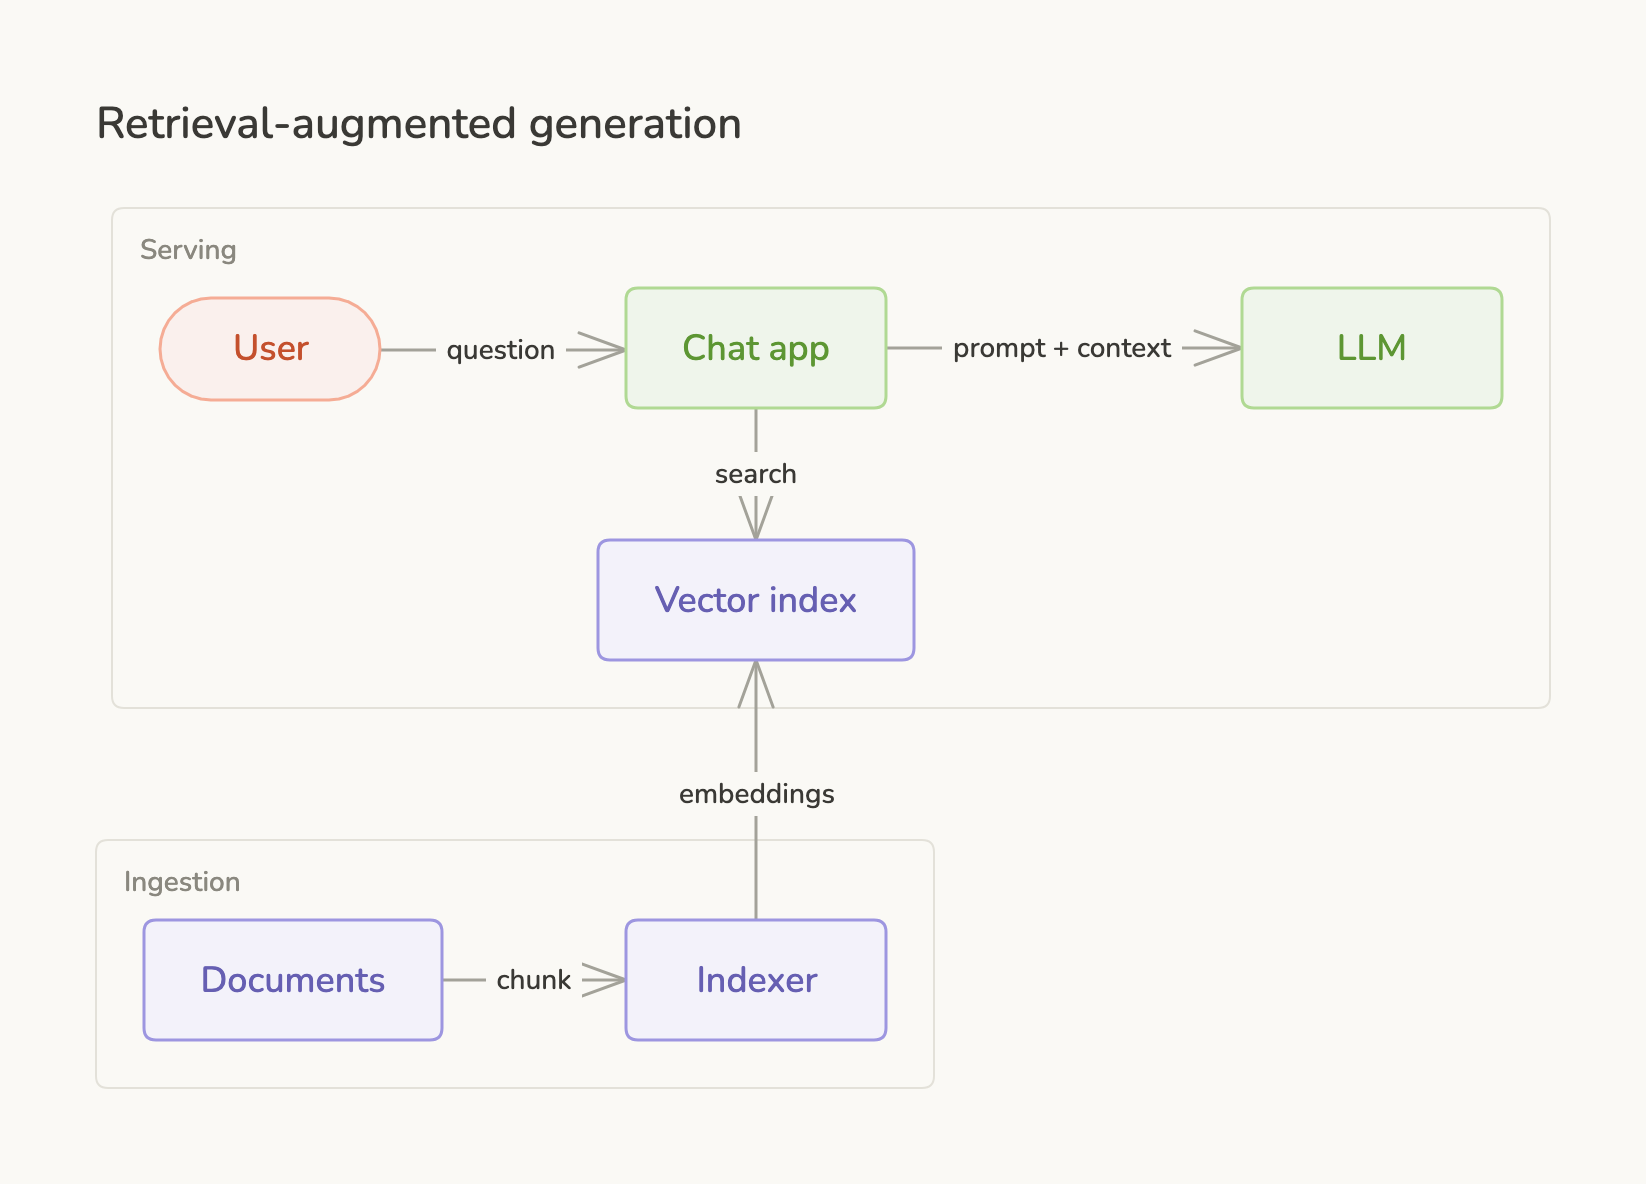 Retrieval-augmented generation
Serving
User
question
Chat app
prompt + context
LLM
search
Vector index
embeddings
Ingestion
Documents
chunk
Indexer